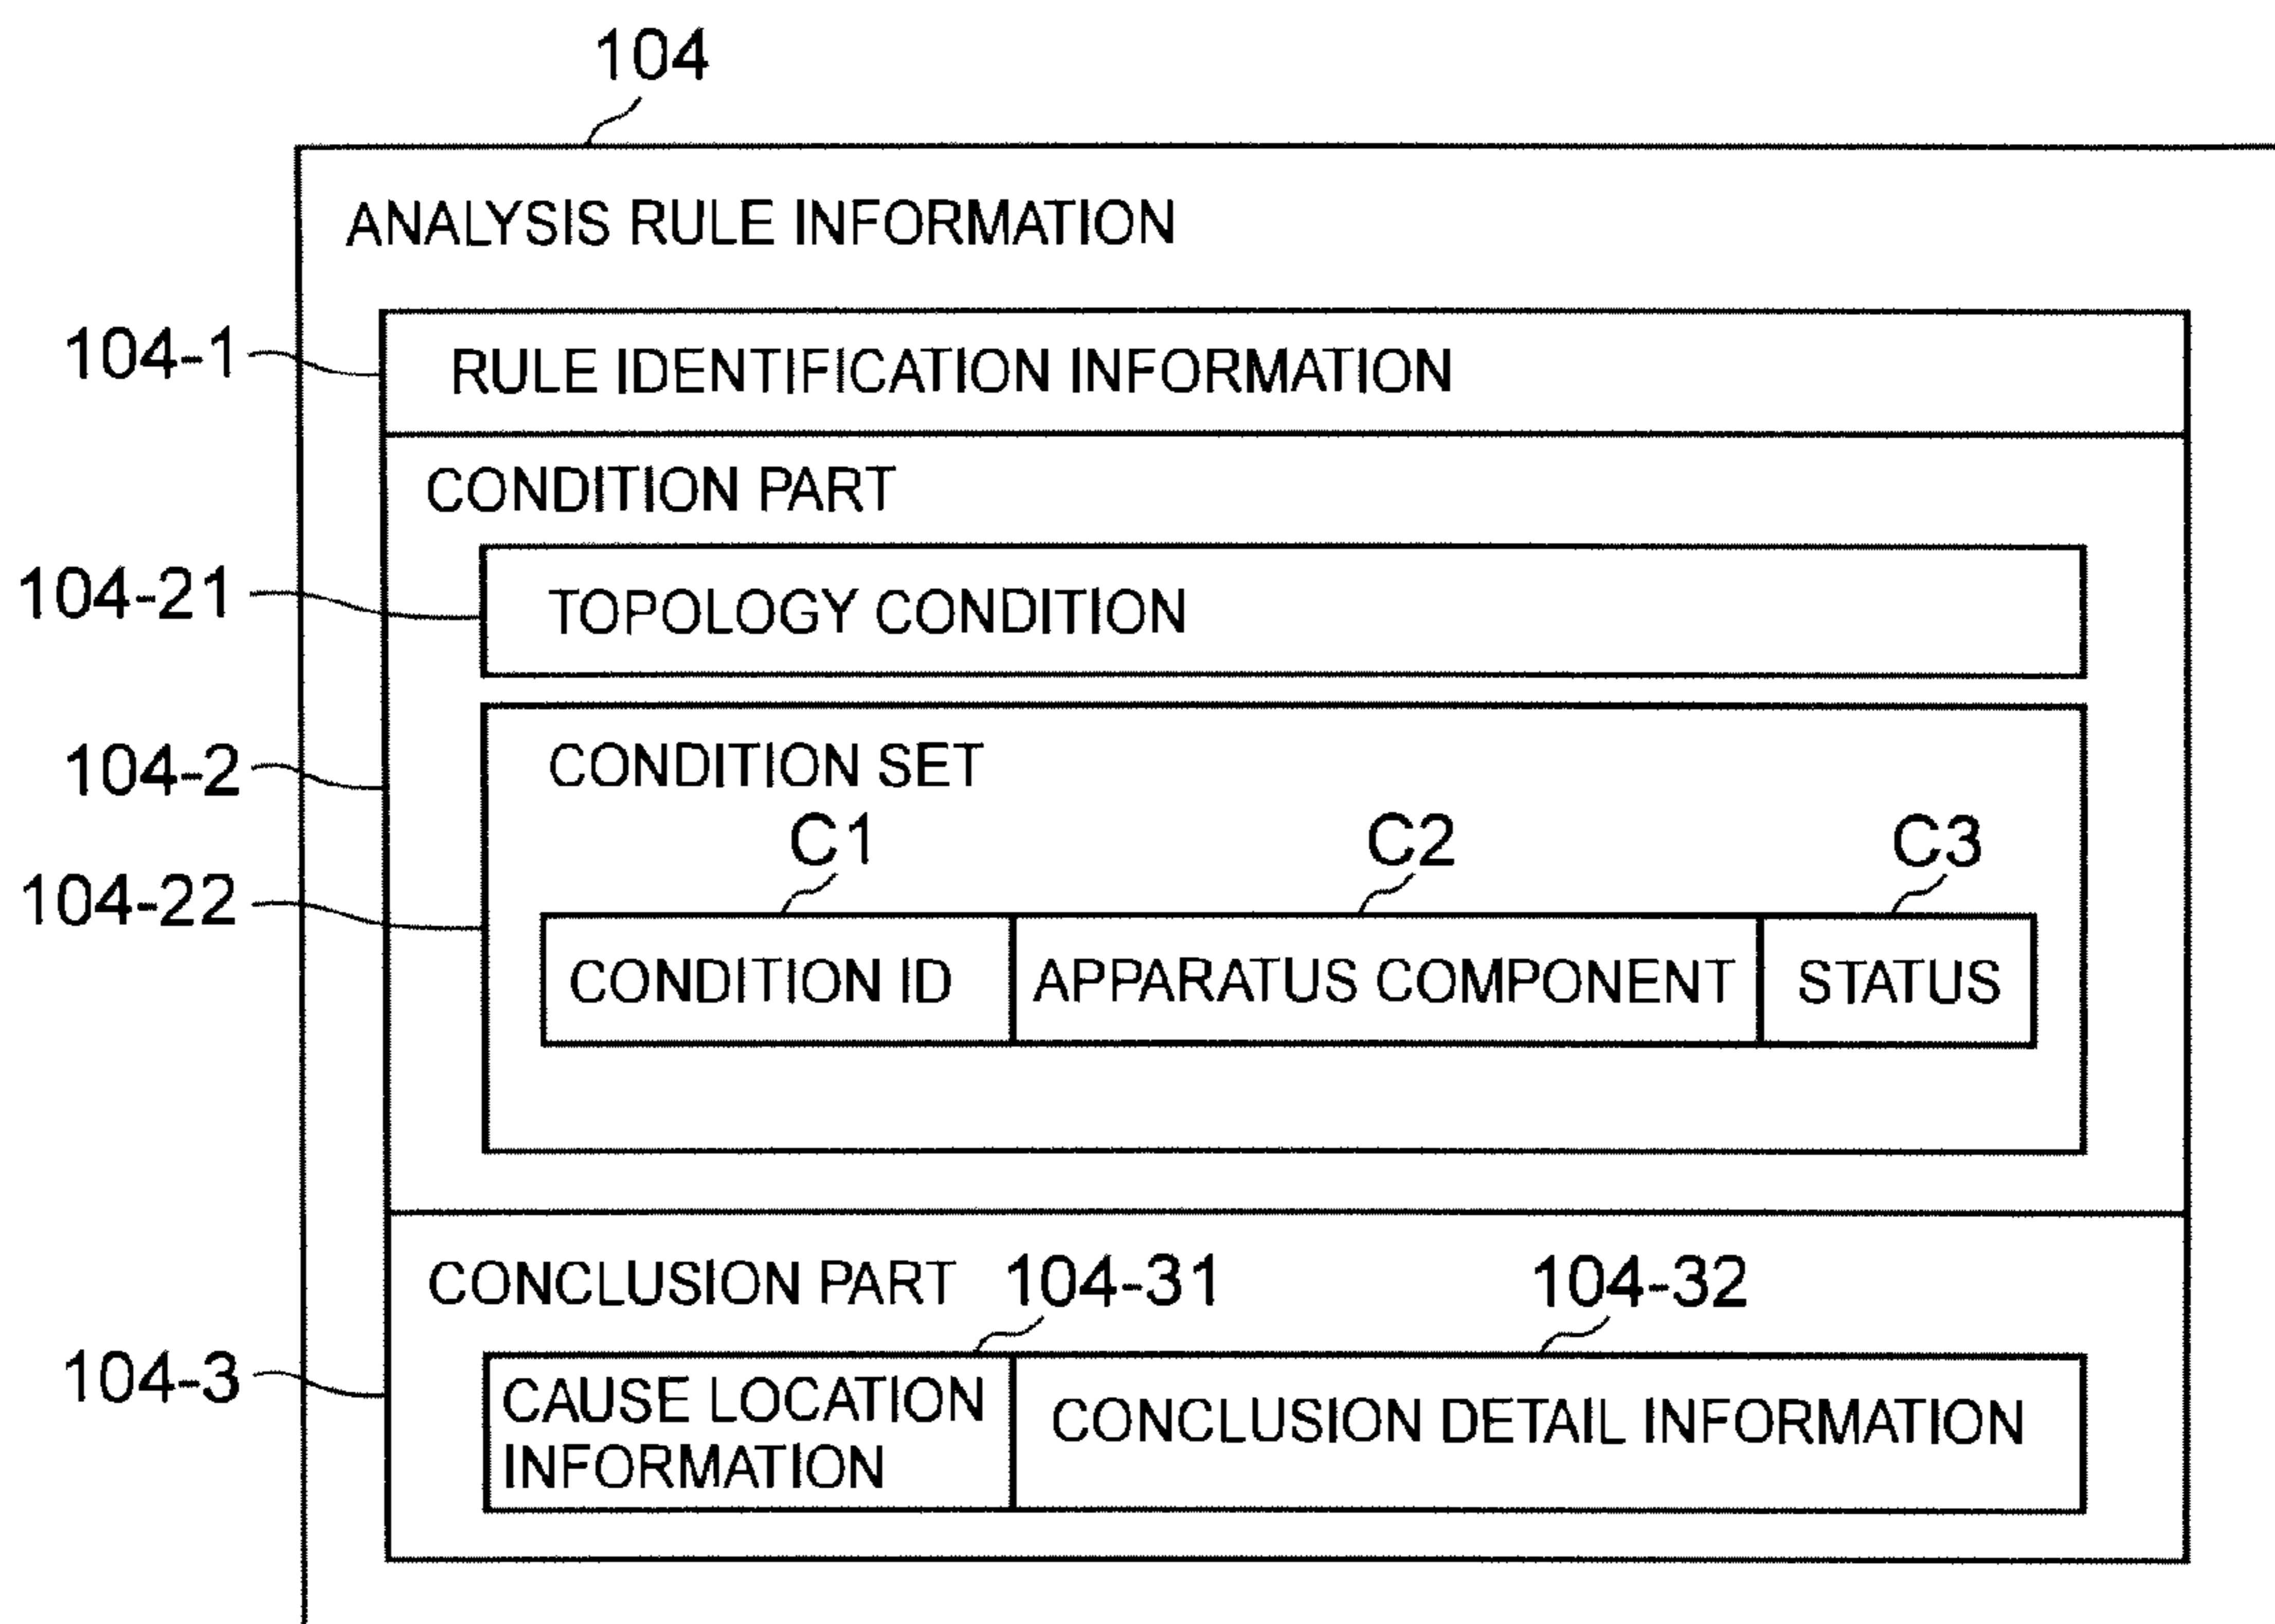 104
ANALYSIS RULE INFORMATION
104-1
RULE IDENTIFICATION INFORMATION
CONDITION PART
104-21
TOPOLOGY CONDITION
104-2
CONDITION SET
C1 C2 C3
104-22
CONDITION ID APPARATUS COMPONENT STATUS
CONCLUSION PART 104-31 104-32
104-3
CAUSE LOCATION
INFORMATION
CONCLUSION DETAIL INFORMATION